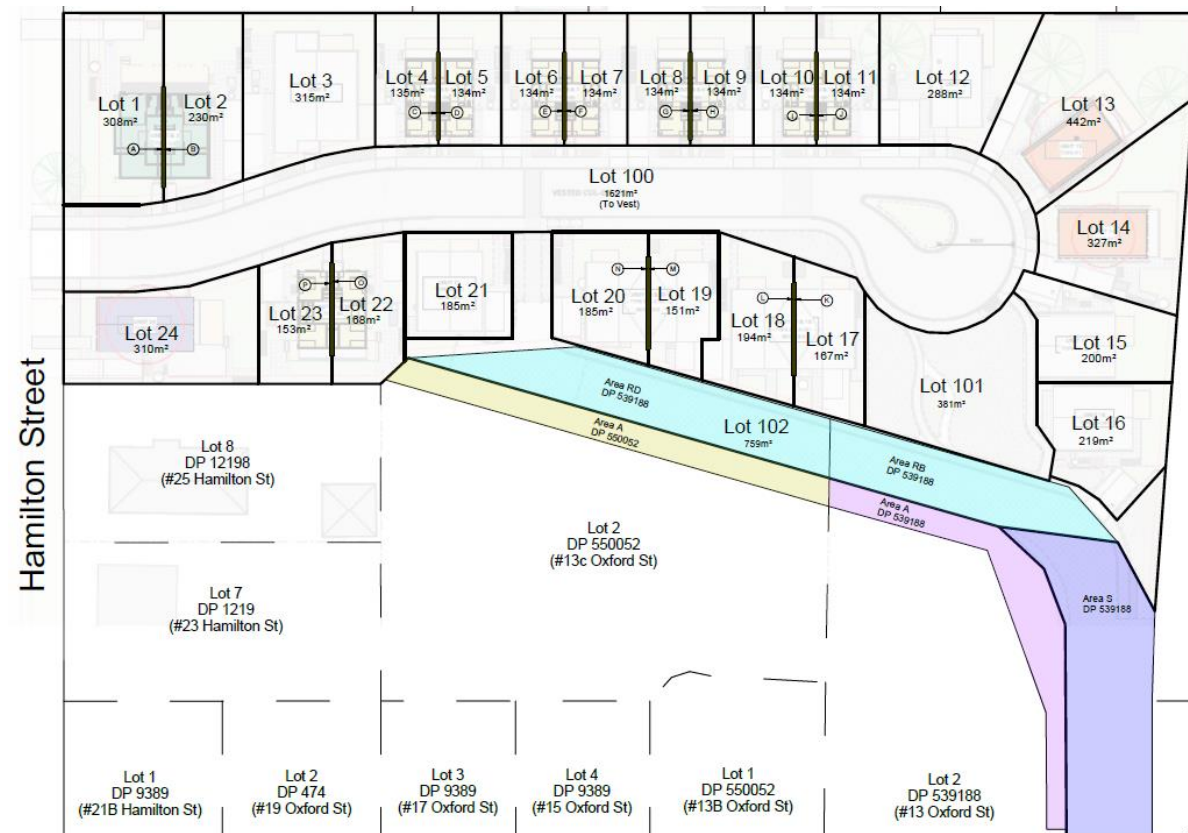 Lot 1
308m²
Lot 2
230m²
Lot 3
315m²
Lot 4
135m²
Lot 5
134m²
Lot 6
134m²
Lot 7
134m²
Lot 8
134m²
Lot 9
134m²
Lot 10
134m²
Lot 11
134m²
Lot 12
288m²
Lot 13
442m²
A
B
C
D
E
F
G
H
I
J
Lot 100
1621m²
(To Vest)
Lot 14
327m²
P
O
N
M
L
K
Lot 24
310m²
Lot 23
153m²
Lot 22
168m²
Lot 21
185m²
Lot 20
185m²
Lot 19
151m²
Lot 18
194m²
Lot 17
167m²
Lot 101
381m²
Lot 15
200m²
Lot 16
219m²
Hamilton Street
Area RD
DP 539188
Area A
DP 550052
Lot 102
759m²
Area RB
DP 539188
Area A
DP 539188
Area S
DP 539188
Lot 8
DP 12198
(#25 Hamilton St)
Lot 2
DP 550052
(#13c Oxford St)
Lot 7
DP 1219
(#23 Hamilton St)
Lot 1
DP 9389
(#21B Hamilton St)
Lot 2
DP 474
(#19 Oxford St)
Lot 3
DP 9389
(#17 Oxford St)
Lot 4
DP 9389
(#15 Oxford St)
Lot 1
DP 550052
(#13B Oxford St)
Lot 2
DP 539188
(#13 Oxford St)